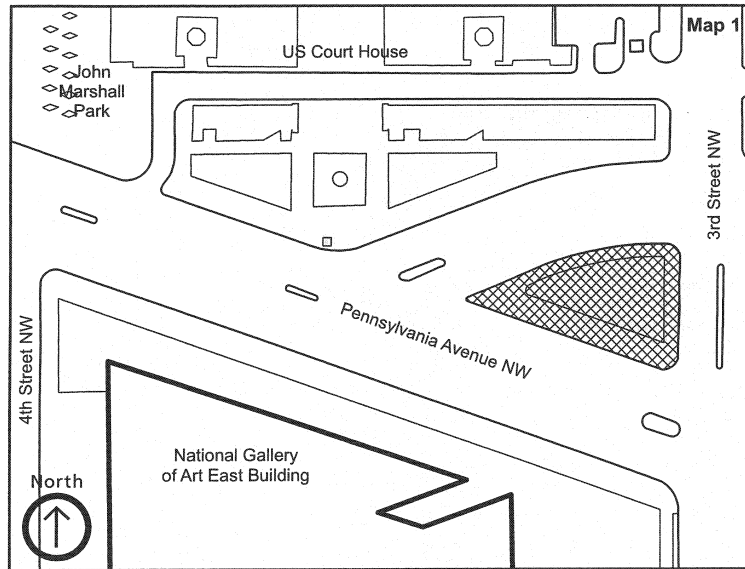 Map 1
US Court House
John
Marshall
Park
3rd Street NW
Pennsylvania Avenue NW
4th Street NW
National Gallery
of Art East Building
North